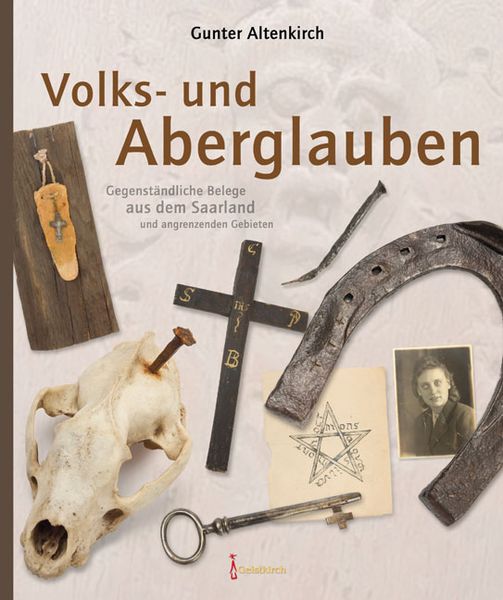 Gunter Altenkirch
Volks- und
Aberglauben
Gegenständliche Belege
aus dem Saarland
und angrenzenden Gebieten
C
S P
B
Geistkirch